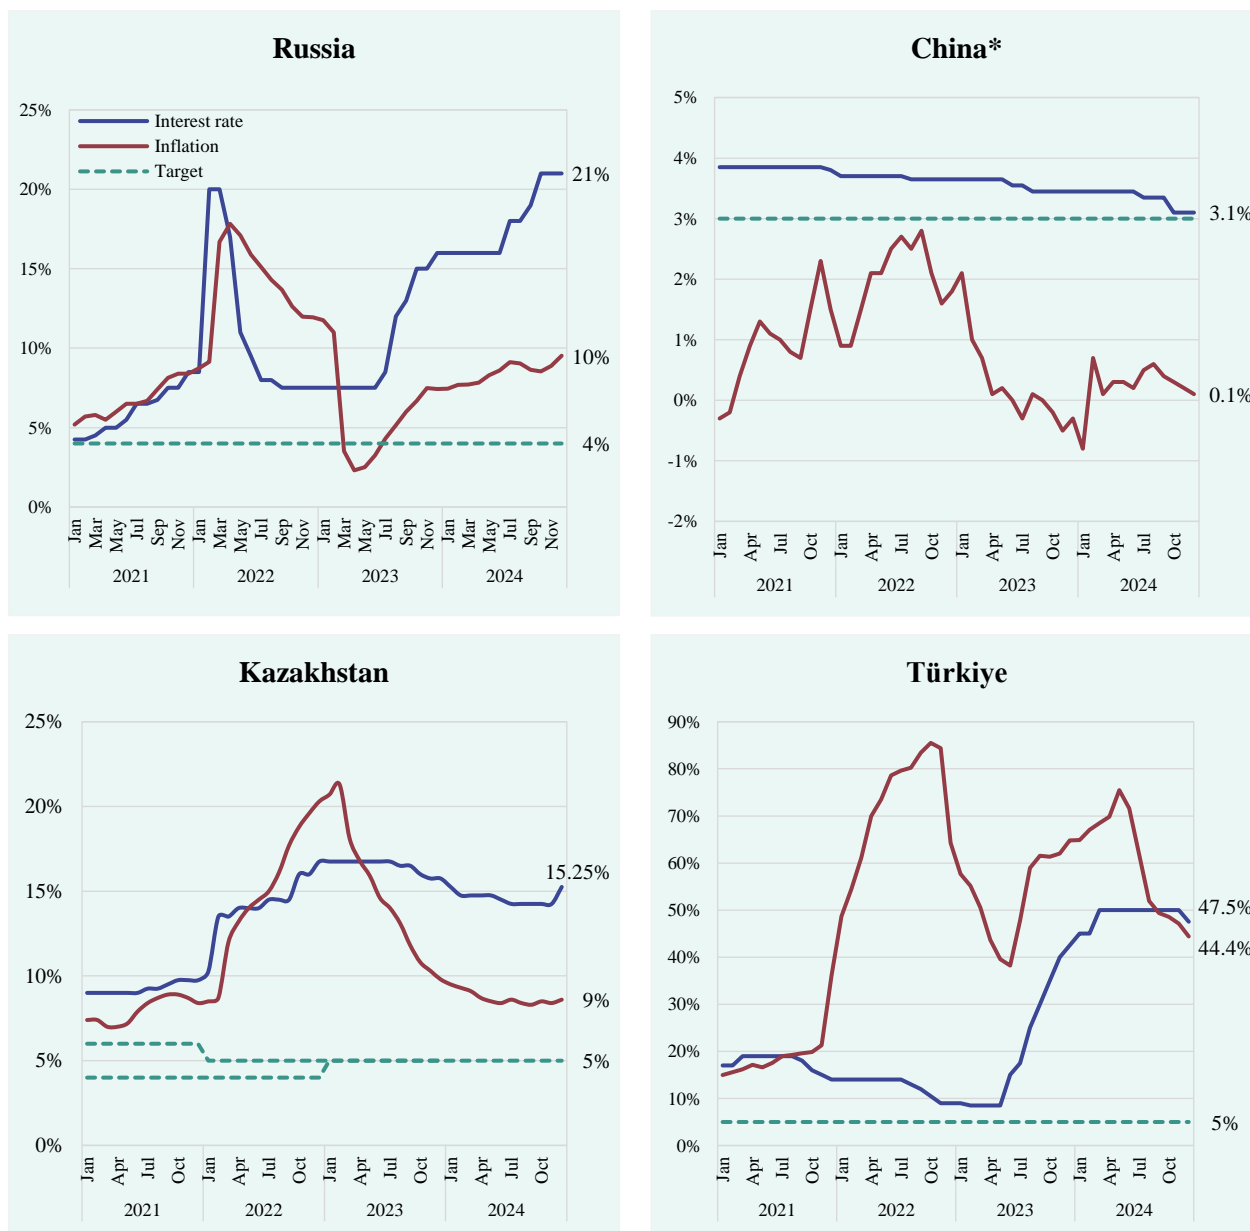 Russia
25%
20%
15%
10%
5%
0%
Interest rate
Inflation
Target
21%
10%
4%
Jan Mar May Jul Sep Nov Jan Mar May Jul Sep Nov Jan Mar May Jul Sep Nov Jan Mar May Jul Sep Nov
2021 2022 2023 2024
China*
5%
4%
3%
2%
1%
0%
-1%
-2%
3.1%
0.1%
Jan Apr Jul Oct Jan Apr Jul Oct Jan Apr Jul Oct Jan Apr Jul Oct
2021 2022 2023 2024
Kazakhstan
25%
20%
15%
10%
5%
0%
15.25%
9%
5%
Jan Apr Jul Oct Jan Apr Jul Oct Jan Apr Jul Oct Jan Apr Jul Oct
2021 2022 2023 2024
Türkiye
90%
80%
70%
60%
50%
40%
30%
20%
10%
0%
47.5%
44.4%
5%
Jan Apr Jul Oct Jan Apr Jul Oct Jan Apr Jul Oct Jan Apr Jul Oct
2021 2022 2023 2024